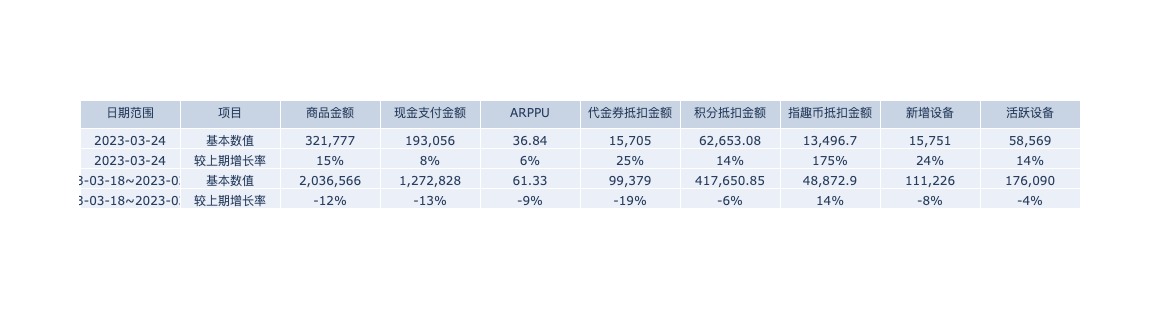 日期范围 项目 商品金额 现金支付金额 ARPPU 代金券抵扣金额 积分抵扣金额 指趣币抵扣金额 新增设备 活跃设备
2023-03-24 基本数值 321,777 193,056 36.84 15,705 62,653.08 13,496.7 15,751 58,569
2023-03-24 较上期增长率 15% 8% 6% 25% 14% 175% 24% 14%
3-03-18~2023-03 基本数值 2,036,566 1,272,828 61.33 99,379 417,650.85 48,872.9 111,226 176,090
3-03-18~2023-03 较上期增长率 -12% -13% -9% -19% -6% 14% -8% -4%